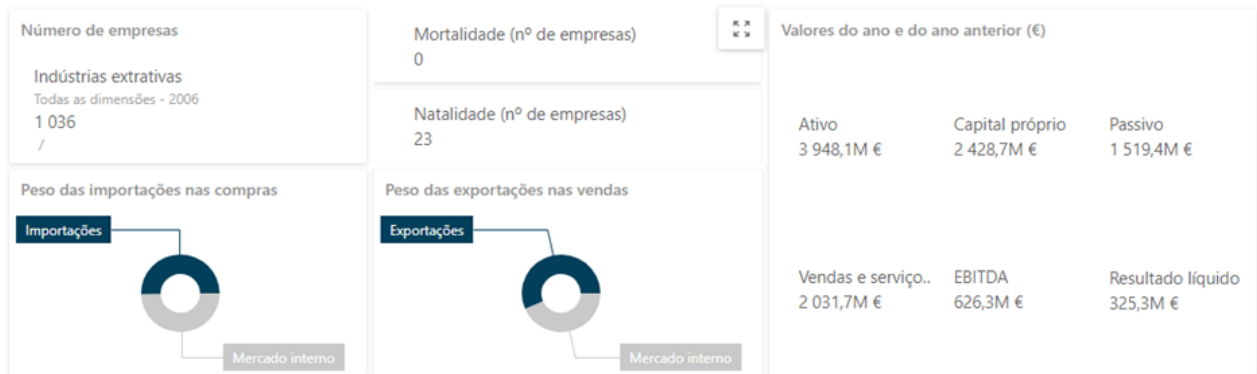 Número de empresas
Indústrias extrativas
Todas as dimensões - 2006
1 036
/
Mortalidade (nº de empresas)
0
Natalidade (nº de empresas)
23
Valores do ano e do ano anterior (€)
Ativo
3 948,1M €
Capital próprio
2 428,7M €
Passivo
1 519,4M €
Vendas e serviço..
2 031,7M €
EBITDA
626,3M €
Resultado líquido
325,3M €
Peso das importações nas compras
Importações
Mercado interno
Peso das exportações nas vendas
Exportações
Mercado interno